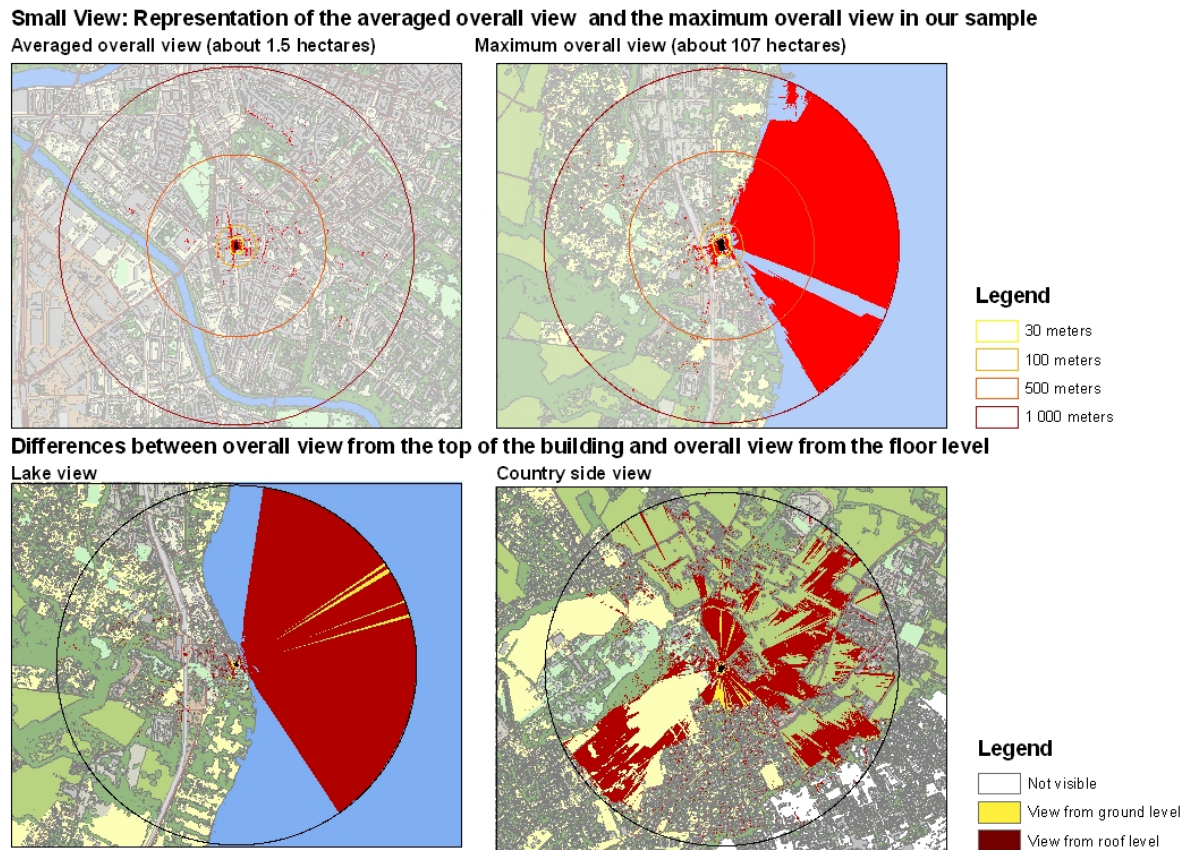 Small View: Representation of the averaged overall view and the maximum overall view in our sample
Averaged overall view (about 1.5 hectares)
Maximum overall view (about 107 hectares)
Legend
30 meters
100 meters
500 meters
1 000 meters
Differences between overall view from the top of the building and overall view from the floor level
Lake view
Country side view
Legend
Not visible
View from ground level
View from roof level